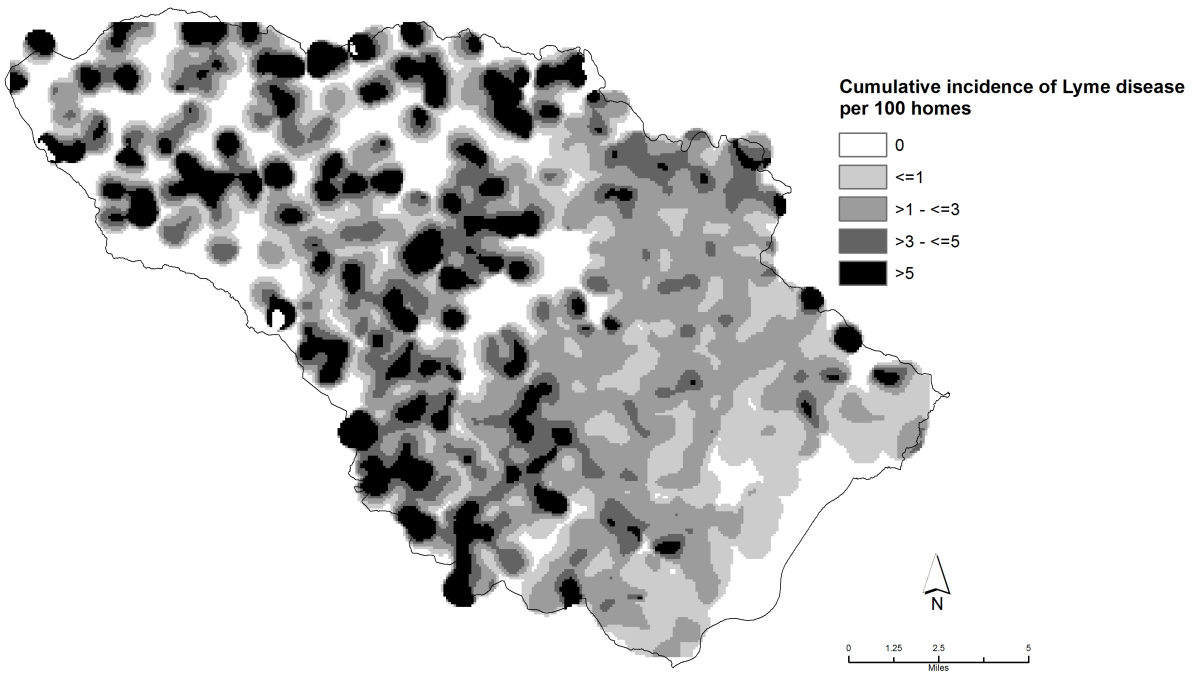 Cumulative incidence of Lyme disease
per 100 homes
0
<=1
>1 - <=3
>3 - <=5
>5
N
0 1.25 2.5 5
Miles